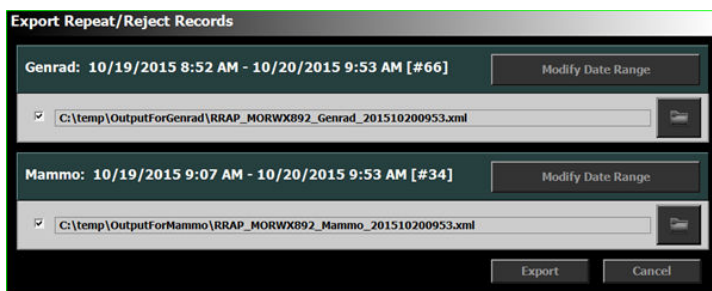 Export Repeat/Reject Records
Genrad: 10/19/2015 8:52 AM - 10/20/2015 9:53 AM [#66]
Modify Date Range
C:\temp\OutputForGenrad\RRAP_MORWX892_Genrad_201510200953.xml
Mammo: 10/19/2015 9:07 AM - 10/20/2015 9:53 AM [#34]
Modify Date Range
C:\temp\OutputForMammo\RRAP_MORWX892_Mammo_201510200953.xml
Export
Cancel